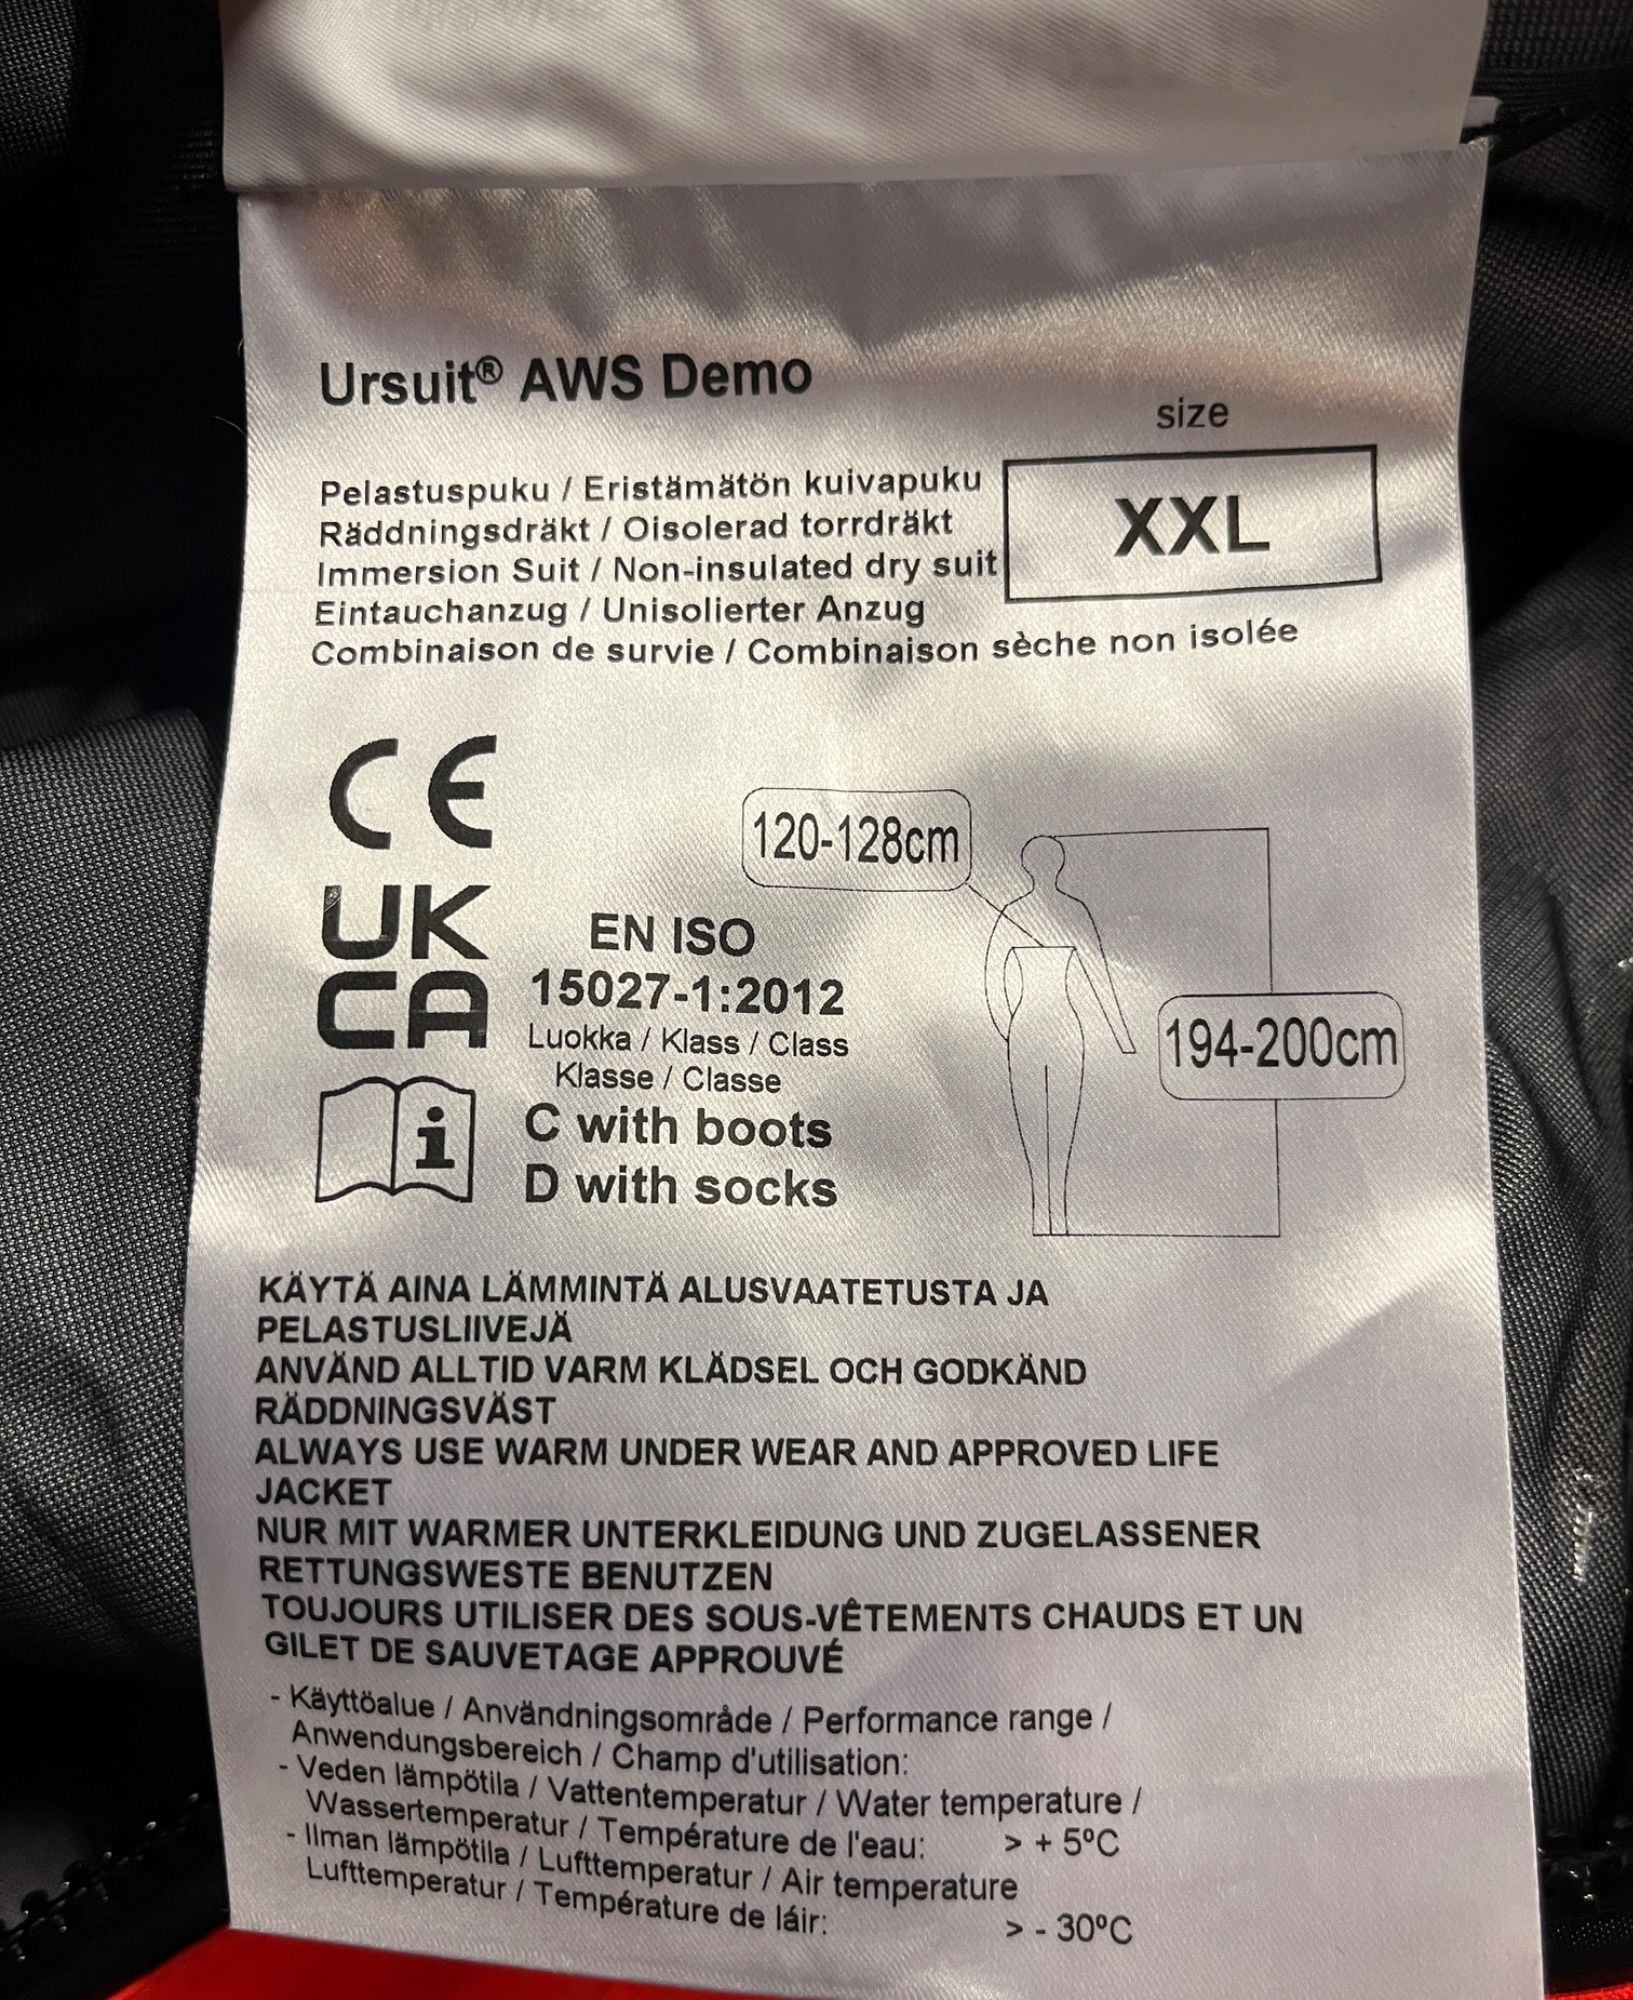 Ursuit® AWS Demo
size
XXL
Pelastuspuku / Eristämätön kuivapuku
Räddningsdräkt / Oisolerad torrdräkt
Immersion Suit / Non-insulated dry suit
Eintauchanzug / Unisolierter Anzug
Combinaison de survie / Combinaison sèche non isolée
CE
UK
CA
120-128cm
194-200cm
EN ISO
15027-1:2012
Luokka / Klass / Class
Klasse / Classe
C with boots
D with socks
i
KÄYTÄ AINA LÄMMINTÄ ALUSVAATETUSTA JA
PELASTUSLIIVEJÄ
ANVÄND ALLTID VARM KLÄDSEL OCH GODKÄND
RÄDDNINGSVÄST
ALWAYS USE WARM UNDER WEAR AND APPROVED LIFE
JACKET
NUR MIT WARMER UNTERKLEIDUNG UND ZUGELASSENER
RETTUNGSWESTE BENUTZEN
TOUJOURS UTILISER DES SOUS-VÊTEMENTS CHAUDS ET UN
GILET DE SAUVETAGE APPROUVÉ
- Käyttöalue / Användningsområde / Performance range /
Anwendungsbereich / Champ d'utilisation:
- Veden lämpötila / Vattentemperatur / Water temperature /
Wassertemperatur / Température de l'eau: > + 5ºC
- Ilman lämpötila / Lufttemperatur / Air temperature
Lufttemperatur / Température de láir: > - 30ºC